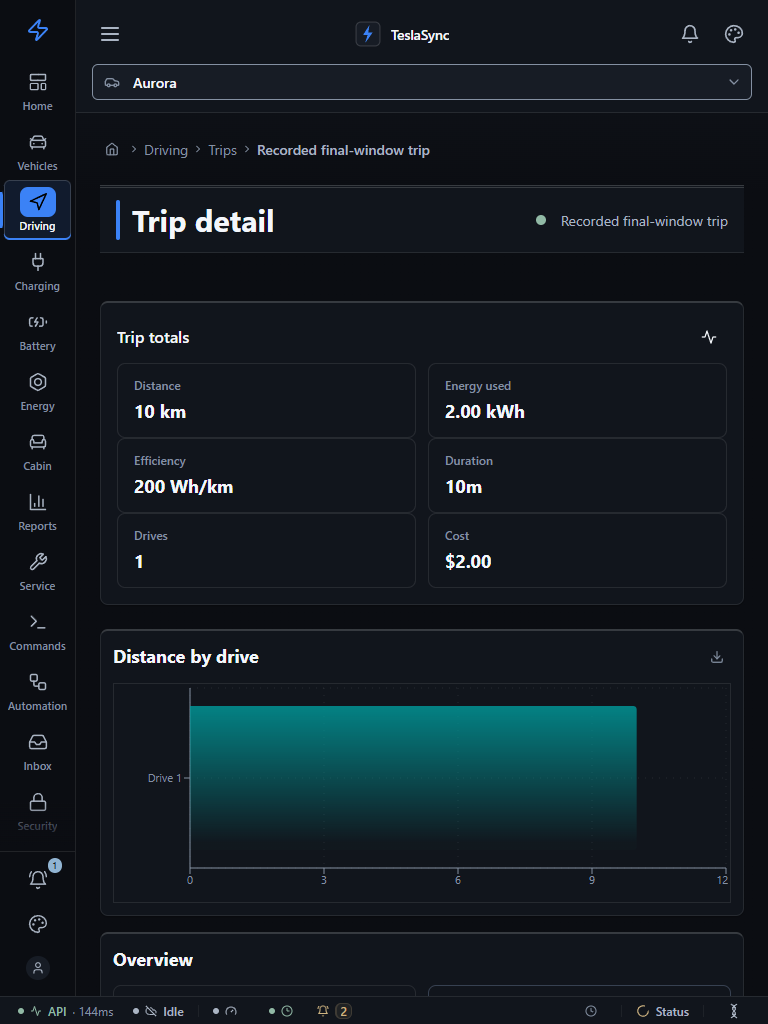 TeslaSync
Aurora
Home
Vehicles
Driving
Charging
Battery
Energy
Cabin
Reports
Service
Commands
Automation
Inbox
Security
1
Driving > Trips > Recorded final-window trip
Trip detail
Recorded final-window trip
Trip totals
Distance
10 km
Energy used
2.00 kWh
Efficiency
200 Wh/km
Duration
10m
Drives
1
Cost
$2.00
Distance by drive
Drive 1
0 3 6 9 12
Overview
API · 144ms Idle 2 Status